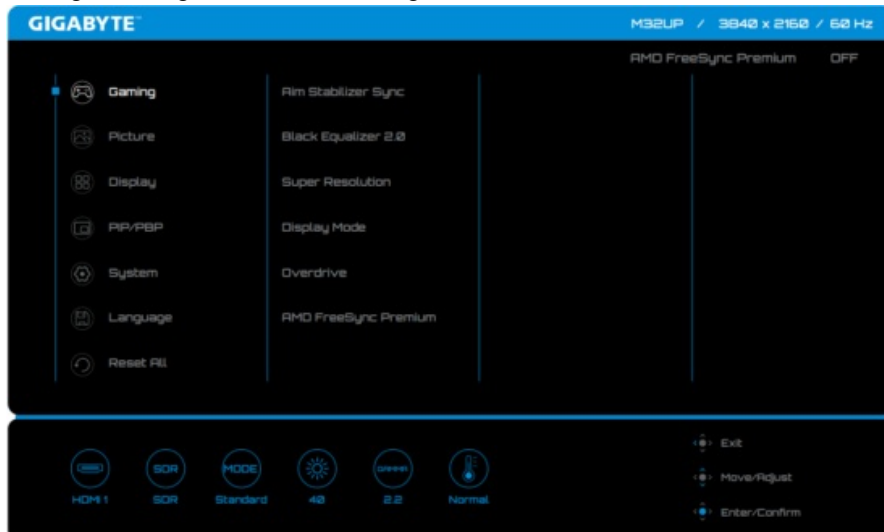 GIGABYTE™
M32UP / 3840 x 2160 / 60 Hz
AMD FreeSync Premium OFF
Gaming
Aim Stabilizer Sync
Picture
Black Equalizer 2.0
Display
Super Resolution
PIP/PBP
Display Mode
System
Overdrive
Language
AMD FreeSync Premium
Reset All
SDR
MODE
GAMMA
HDMI 1
SDR
Standard
40
2.2
Normal
Exit
Move/Adjust
Enter/Confirm